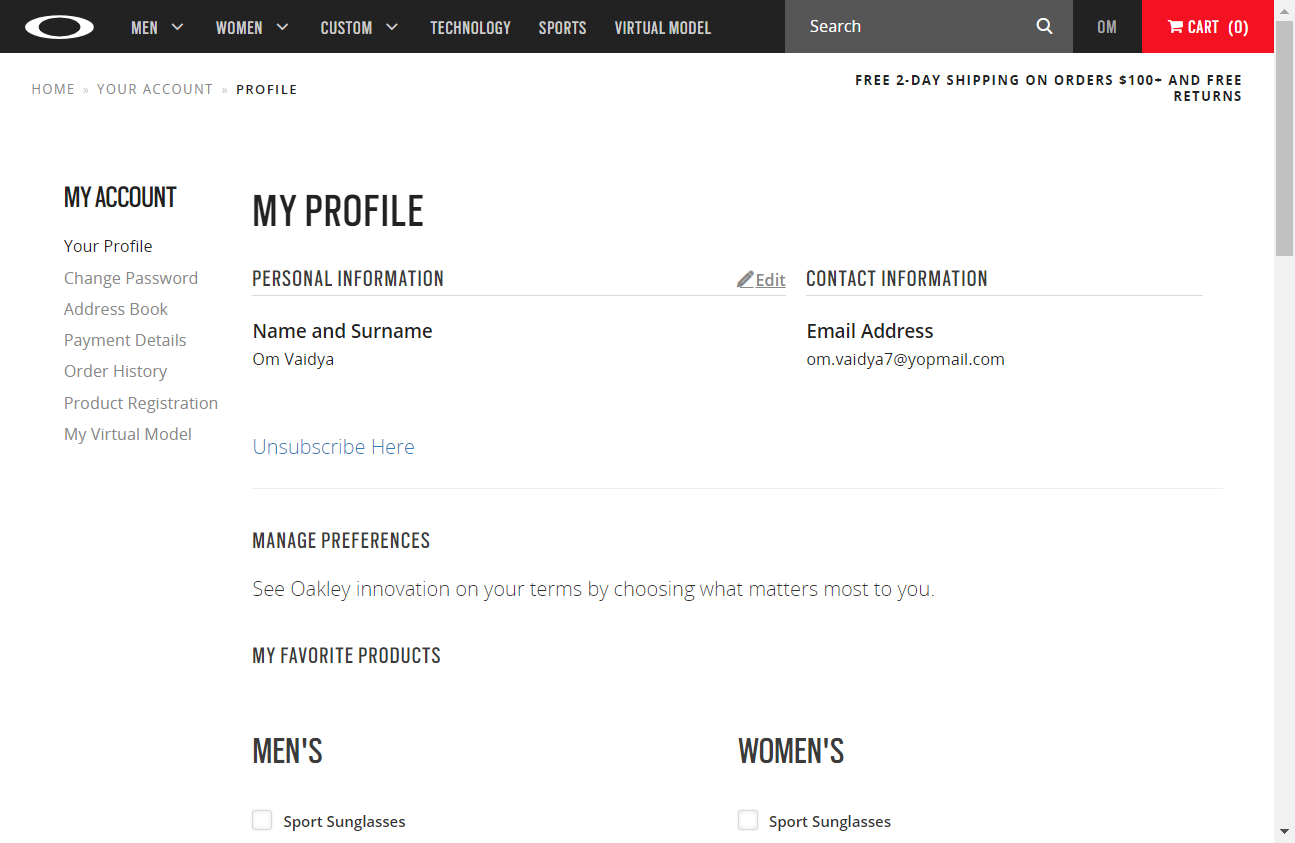 MEN
WOMEN
CUSTOM
TECHNOLOGY
SPORTS
VIRTUAL MODEL
Search
OM
CART (0)
HOME » YOUR ACCOUNT » PROFILE
FREE 2-DAY SHIPPING ON ORDERS $100+ AND FREE
RETURNS
MY ACCOUNT
Your Profile
Change Password
Address Book
Payment Details
Order History
Product Registration
My Virtual Model
MY PROFILE
PERSONAL INFORMATION
Edit
Name and Surname
Om Vaidya
CONTACT INFORMATION
Email Address
om.vaidya7@yopmail.com
Unsubscribe Here
MANAGE PREFERENCES
See Oakley innovation on your terms by choosing what matters most to you.
MY FAVORITE PRODUCTS
MEN'S
Sport Sunglasses
WOMEN'S
Sport Sunglasses